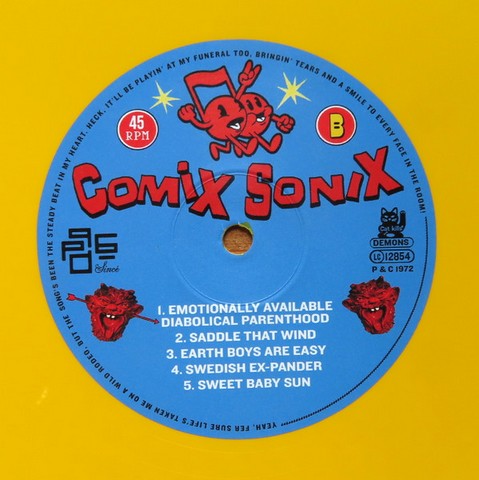 YEAH, FER SURE LIFE'S TAKEN ME ON A WILD RODEO, BUT THE SONG'S BEEN THE STEADY BEAT IN MY HEART. HECK, IT'LL BE PLAYIN' AT MY FUNERAL TOO, BRINGIN' TEARS AND A SMILE TO EVERY FACE IN THE ROOM!
45
RPM
B
COMIX SONIX
Since
DEMONS
LC 12854
P & C 1972
1. EMOTIONALLY AVAILABLE
DIABOLICAL PARENTHOOD
2. SADDLE THAT WIND
3. EARTH BOYS ARE EASY
4. SWEDISH EX-PANDER
5. SWEET BABY SUN